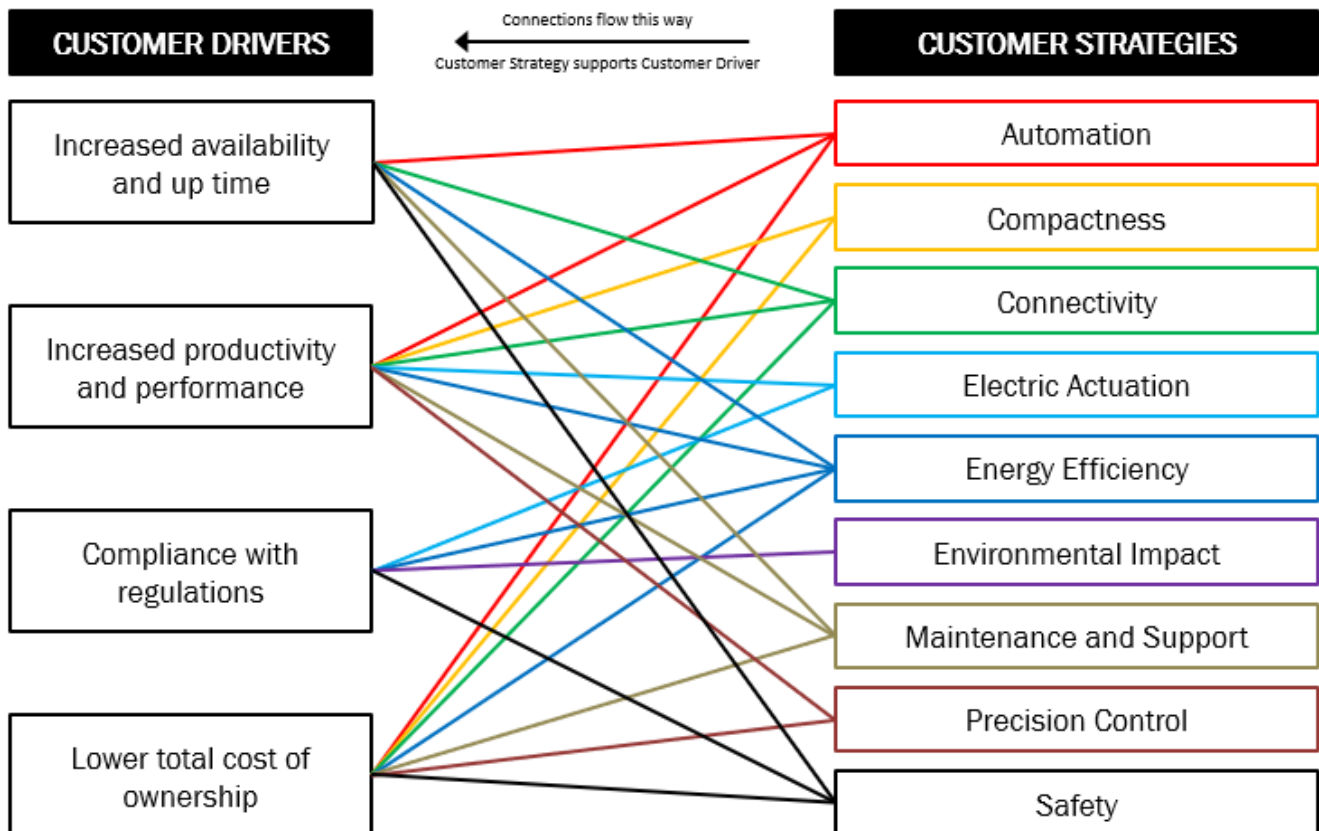 CUSTOMER DRIVERS
Connections flow this way
Customer Strategy supports Customer Driver
CUSTOMER STRATEGIES
Increased availability
and up time
Increased productivity
and performance
Compliance with
regulations
Lower total cost of
ownership
Automation
Compactness
Connectivity
Electric Actuation
Energy Efficiency
Environmental Impact
Maintenance and Support
Precision Control
Safety